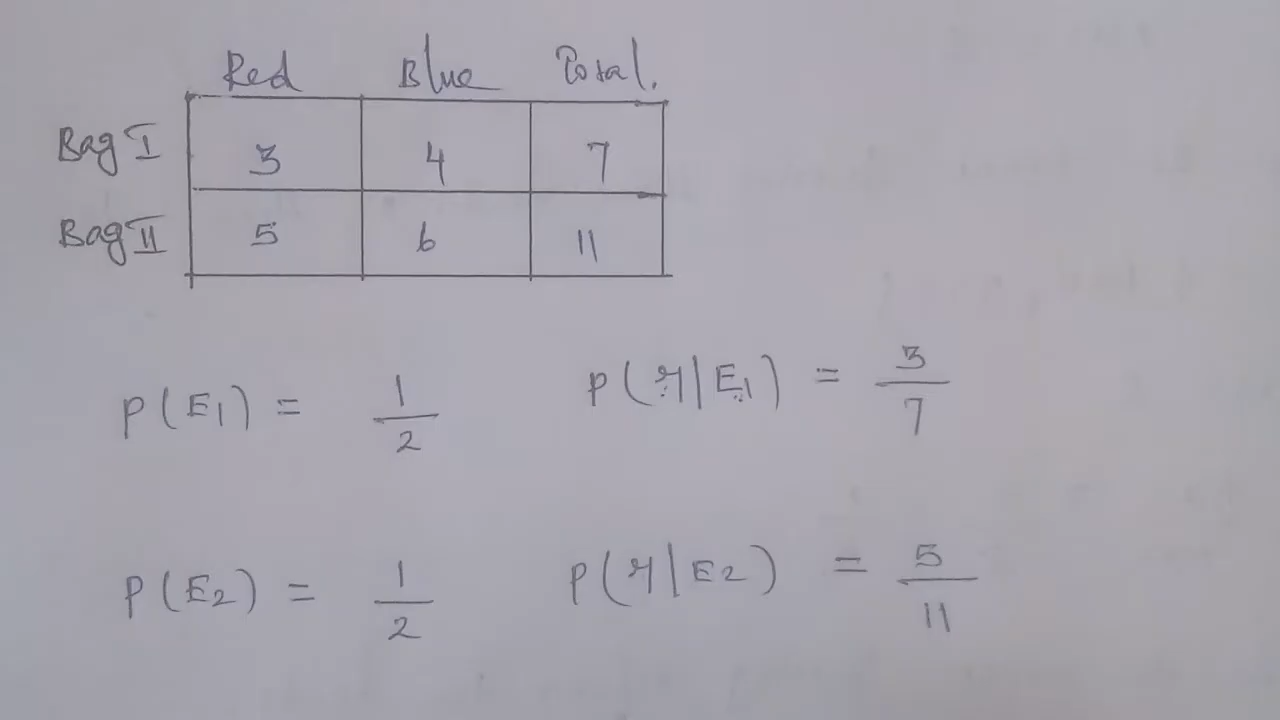 Red Blue Total.
Bag I 3 4 7
Bag II 5 6 11
P(E1) = 1/2 P(r|E1) = 3/7
P(E2) = 1/2 P(r|E2) = 5/11